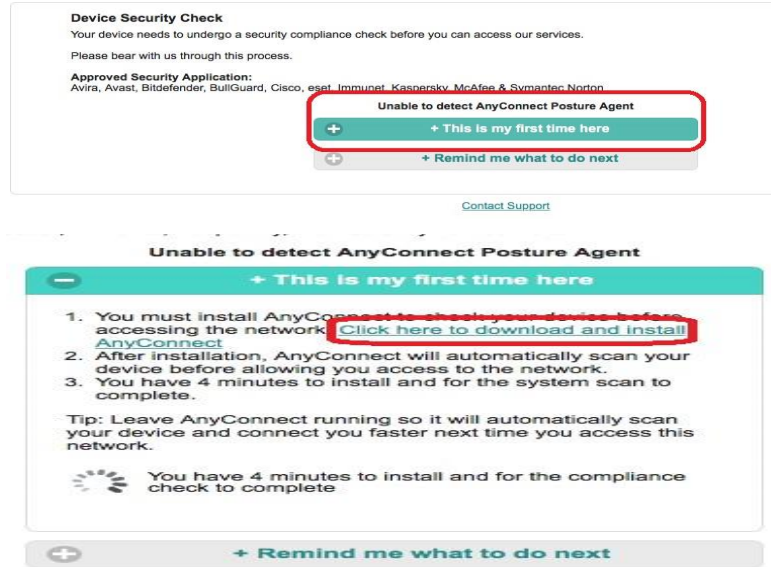 Device Security Check
Your device needs to undergo a security compliance check before you can access our services.
Please bear with us through this process.
Approved Security Application:
Avira, Avast, Bitdefender, BullGuard, Cisco, eset, Immunet, Kaspersky, McAfee & Symantec Norton
Unable to detect AnyConnect Posture Agent
+ This is my first time here
+ Remind me what to do next
Contact Support
Unable to detect AnyConnect Posture Agent
+ This is my first time here
1. You must install AnyConnect to check your device before
accessing the network. Click here to download and install
AnyConnect
2. After installation, AnyConnect will automatically scan your
device before allowing you access to the network.
3. You have 4 minutes to install and for the system scan to
complete.
Tip: Leave AnyConnect running so it will automatically scan
your device and connect you faster next time you access this
network.
You have 4 minutes to install and for the compliance
check to complete
+ Remind me what to do next